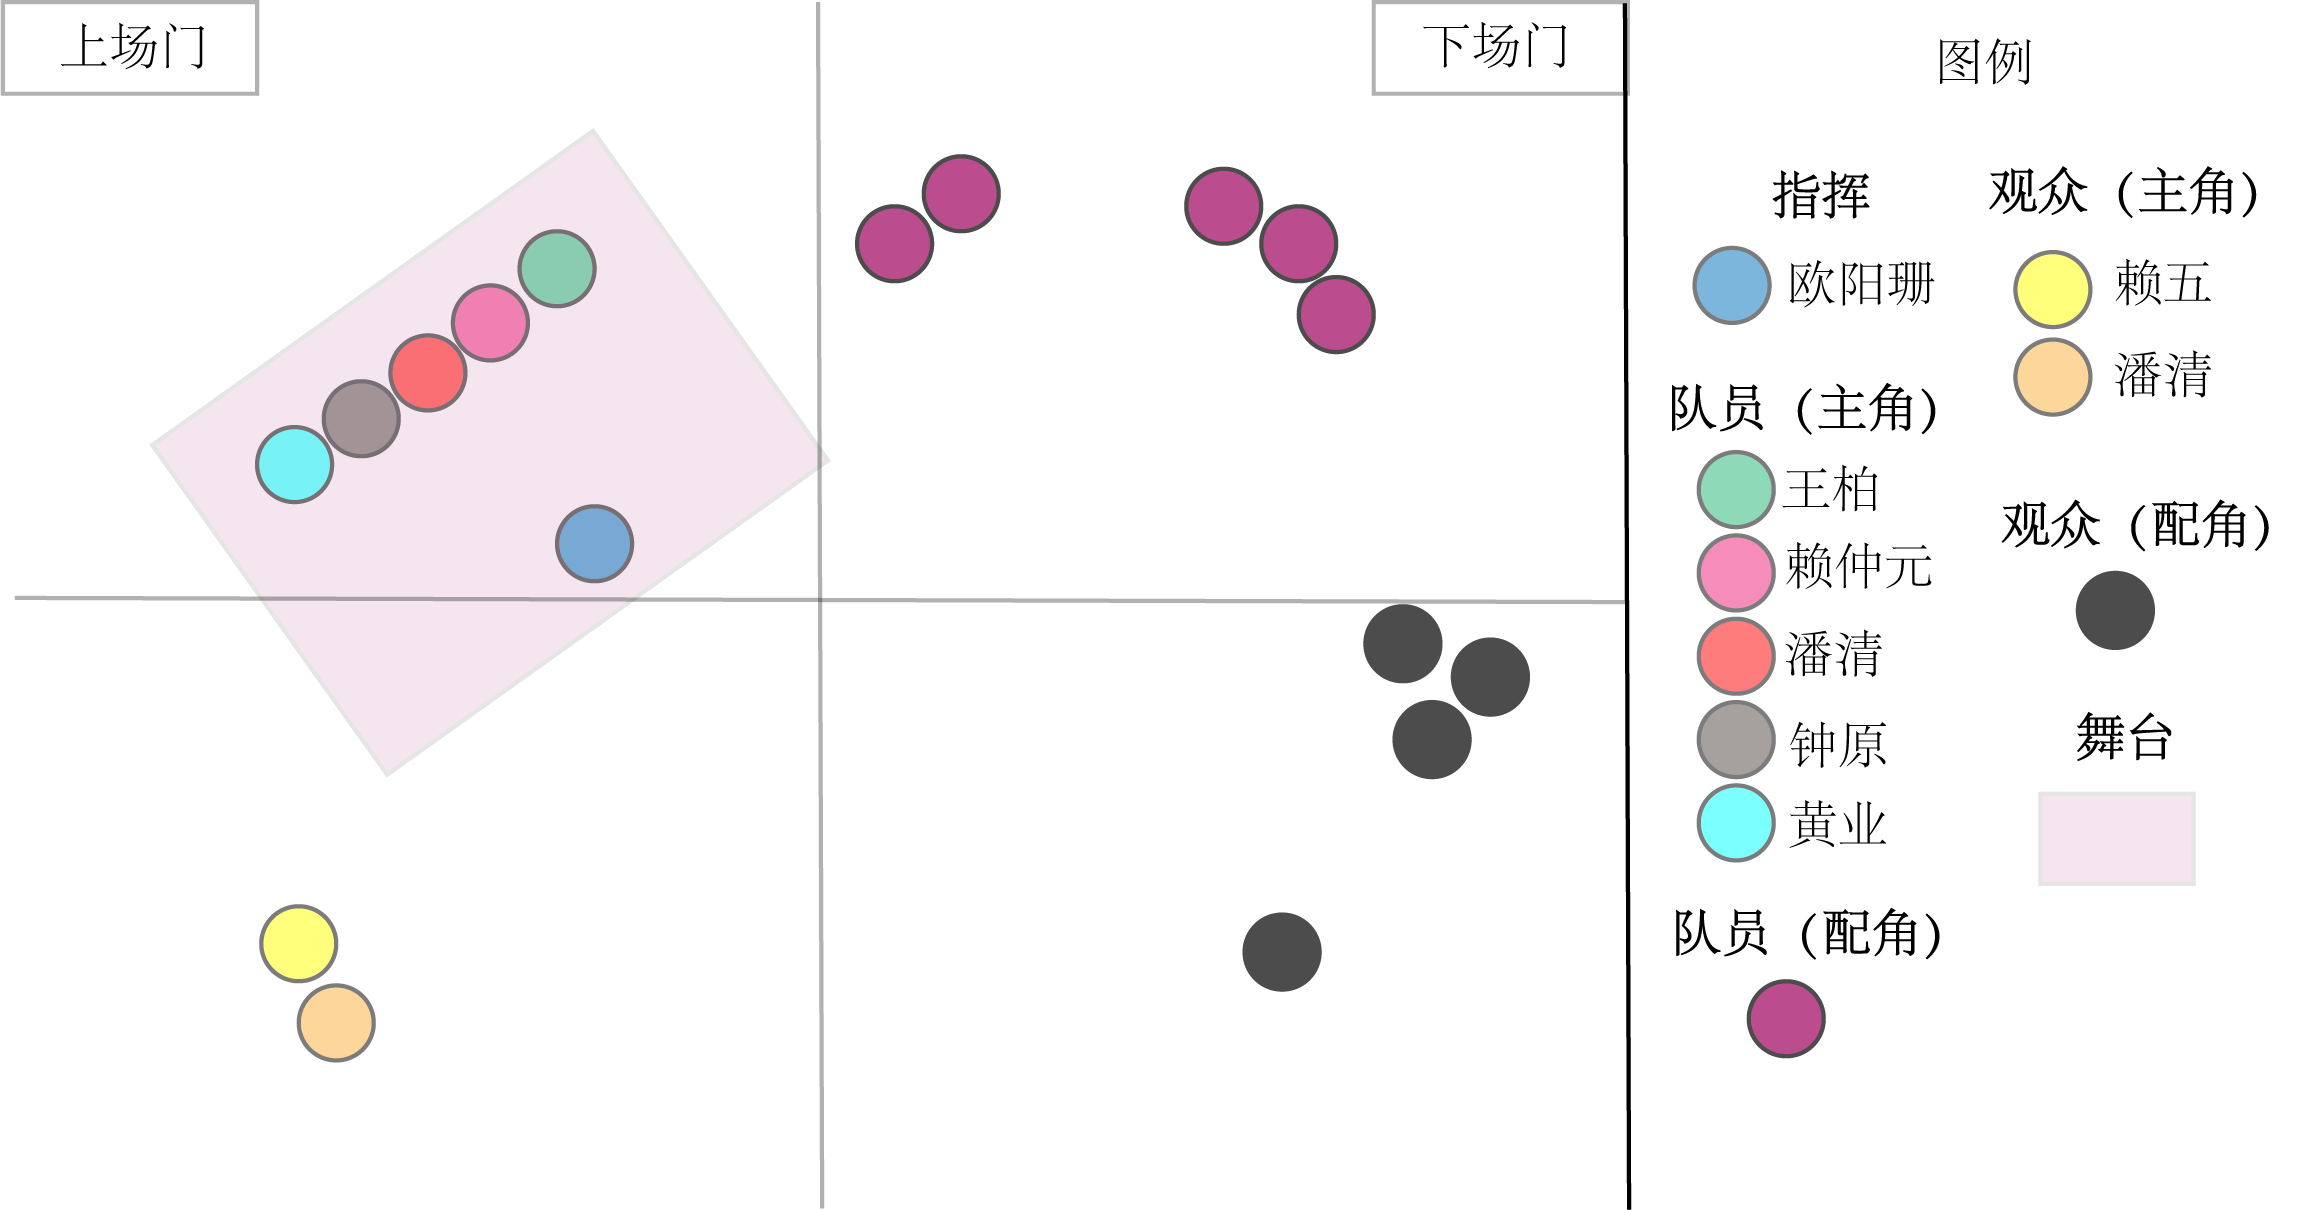 上场门
下场门
图例
指挥
欧阳珊
队员（主角）
王柏
赖仲元
潘清
钟原
黄业
队员（配角）
观众（主角）
赖五
潘清
观众（配角）
舞台